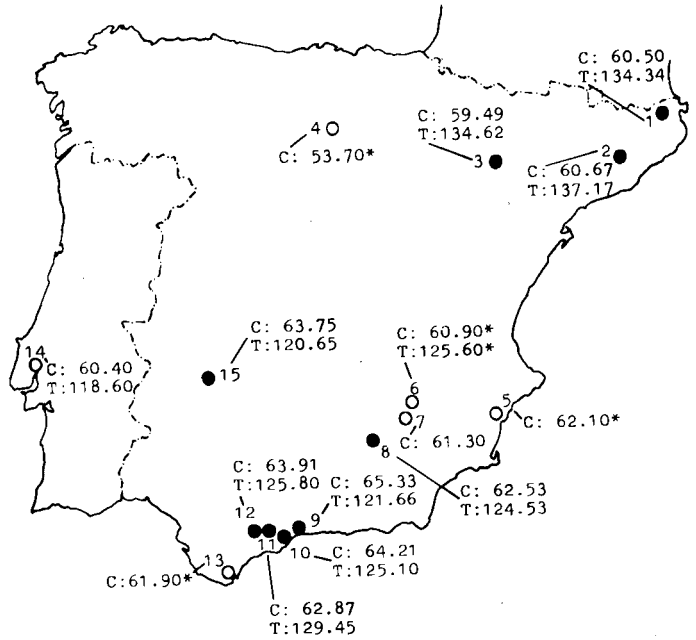 C: 60.50
T:134.34
1
C: 59.49
T:134.62
4
C: 53.70*
3
2
C: 60.67
T:137.17
C: 63.75
T:120.65
15
C: 60.90*
T:125.60*
14
C: 60.40
T:118.60
6
7
C: 61.30
5
C: 62.10*
8
C: 62.53
T:124.53
C: 63.91
T:125.80
12
C: 65.33
T:121.66
9
11
10
C: 64.21
T:125.10
13
C:61.90*
C: 62.87
T:129.45